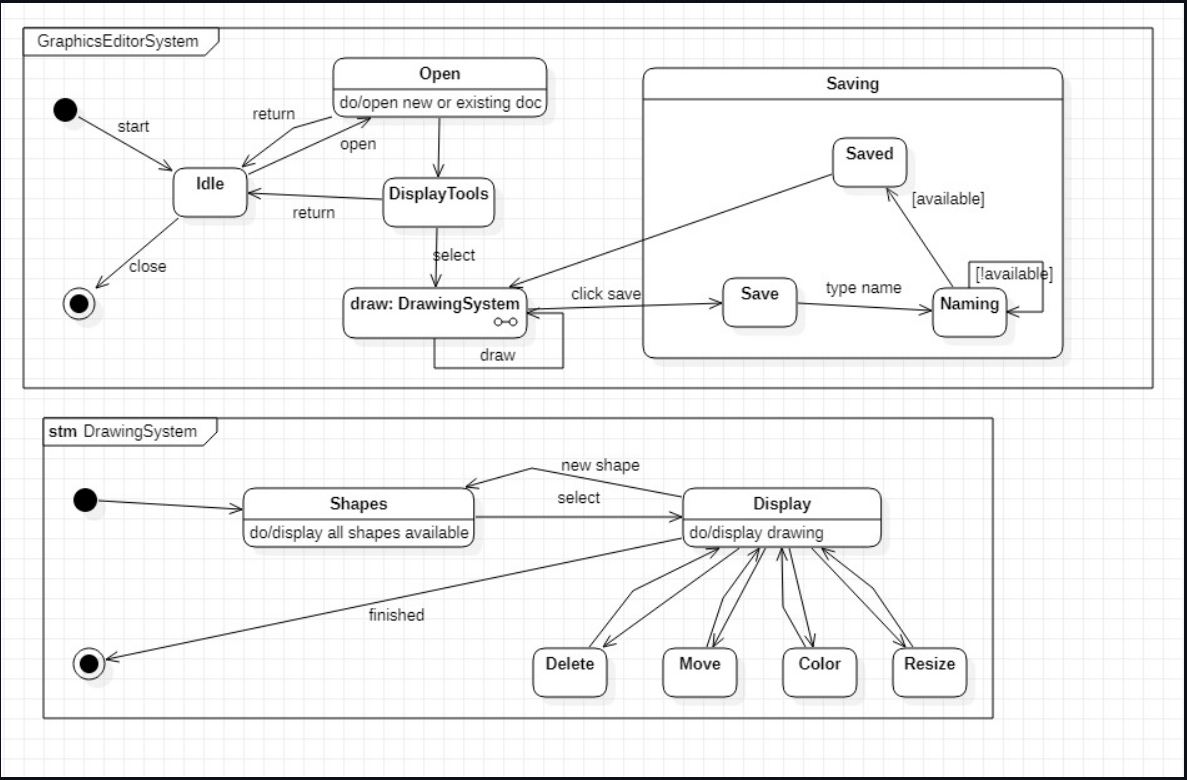 GraphicsEditorSystem
Open
do/open new or existing doc
Saving
return
start
open
Saved
Idle
DisplayTools
[available]
return
select
close
[!available]
draw: DrawingSystem
click save
Save
type name
Naming
draw
stm DrawingSystem
new shape
Shapes
select
Display
do/display all shapes available
do/display drawing
finished
Delete
Move
Color
Resize